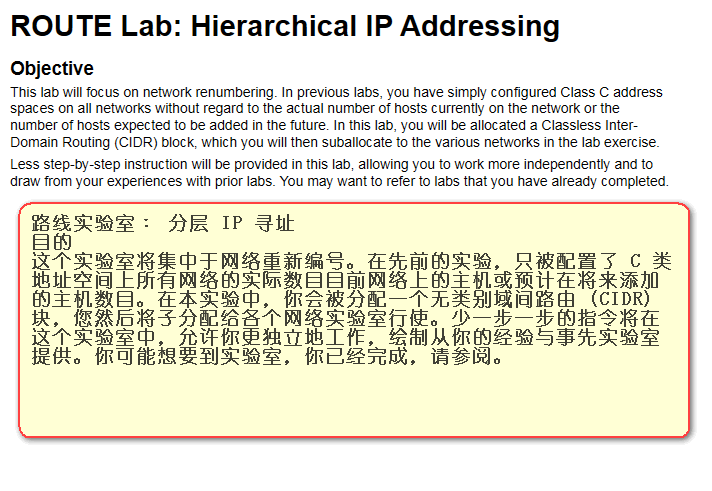 ROUTE Lab: Hierarchical IP Addressing
Objective
This lab will focus on network renumbering. In previous labs, you have simply configured Class C address
spaces on all networks without regard to the actual number of hosts currently on the network or the
number of hosts expected to be added in the future. In this lab, you will be allocated a Classless Inter-
Domain Routing (CIDR) block, which you will then suballocate to the various networks in the lab exercise.
Less step-by-step instruction will be provided in this lab, allowing you to work more independently and to
draw from your experiences with prior labs. You may want to refer to labs that you have already completed.
路线实验室： 分层 IP 寻址
目的
这个实验室将集中于网络重新编号。在先前的实验，只被配置了 C 类
地址空间上所有网络的实际数目目前网络上的主机或预计在将来添加
的主机数目。在本实验中，你会被分配一个无类别域间路由 (CIDR)
块，您然后将子分配给各个网络实验室行使。少一步一步的指令将在
这个实验室中，允许你更独立地工作，绘制从你的经验与事先实验室
提供。你可能想要到实验室，你已经完成，请参阅。